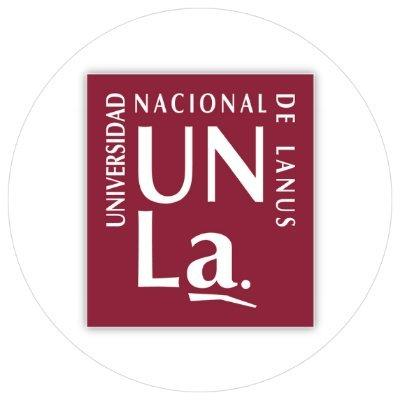 UNIVERSIDAD
NACIONAL
DE LANUS
UN
La.